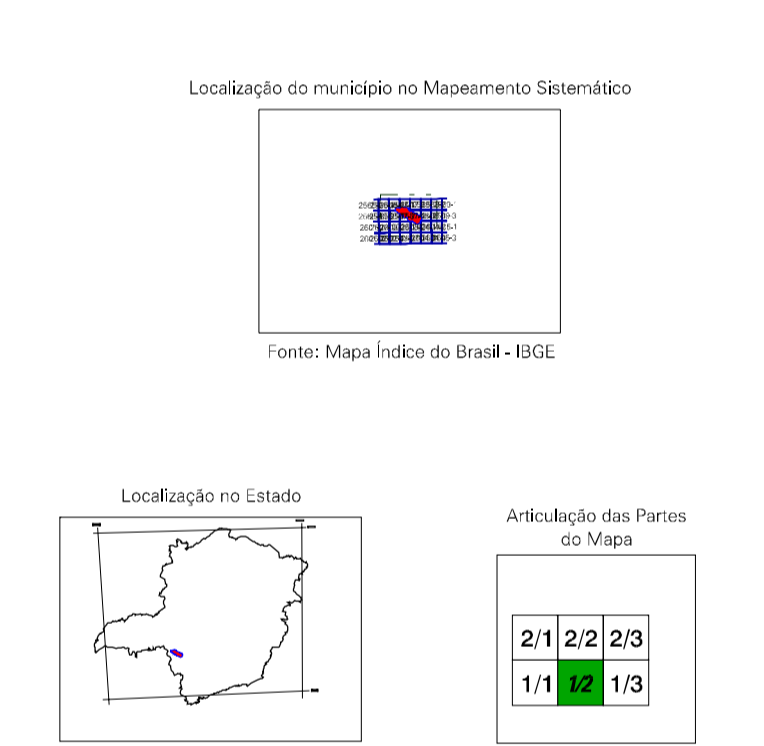 Localização do município no Mapeamento Sistemático
Fonte: Mapa Índice do Brasil - IBGE
Localização no Estado
Articulação das Partes
do Mapa
2/1 2/2 2/3
1/1 1/2 1/3